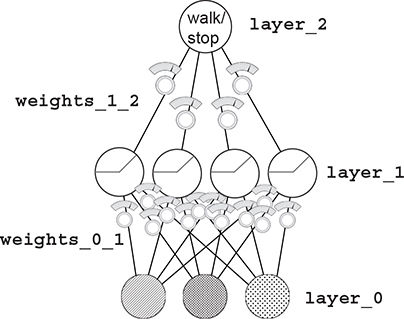 walk/
stop
layer_2
weights_1_2
layer_1
weights_0_1
layer_0